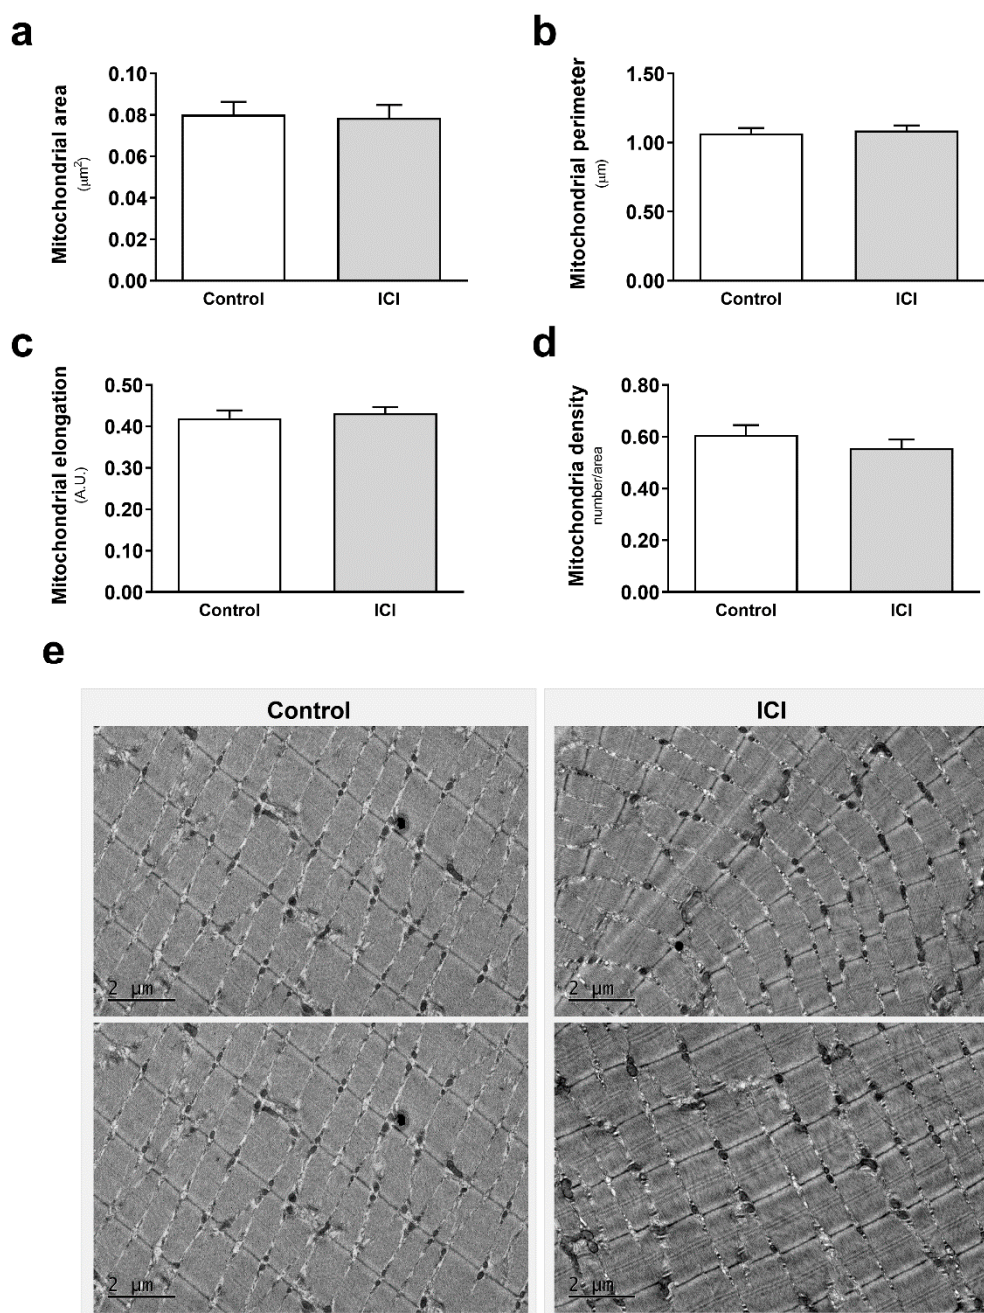 a
Mitochondrial area
(μm²)
0.10
0.08
0.06
0.04
0.02
0.00
Control
ICI
b
Mitochondrial perimeter
(μm)
1.50
1.00
0.50
0.00
Control
ICI
c
Mitochondrial elongation
(A.U.)
0.50
0.40
0.30
0.20
0.10
0.00
Control
ICI
d
Mitochondria density
number/area
0.80
0.60
0.40
0.20
0.00
Control
ICI
e
Control
ICI
2 μm
2 μm
2 μm
2 μm